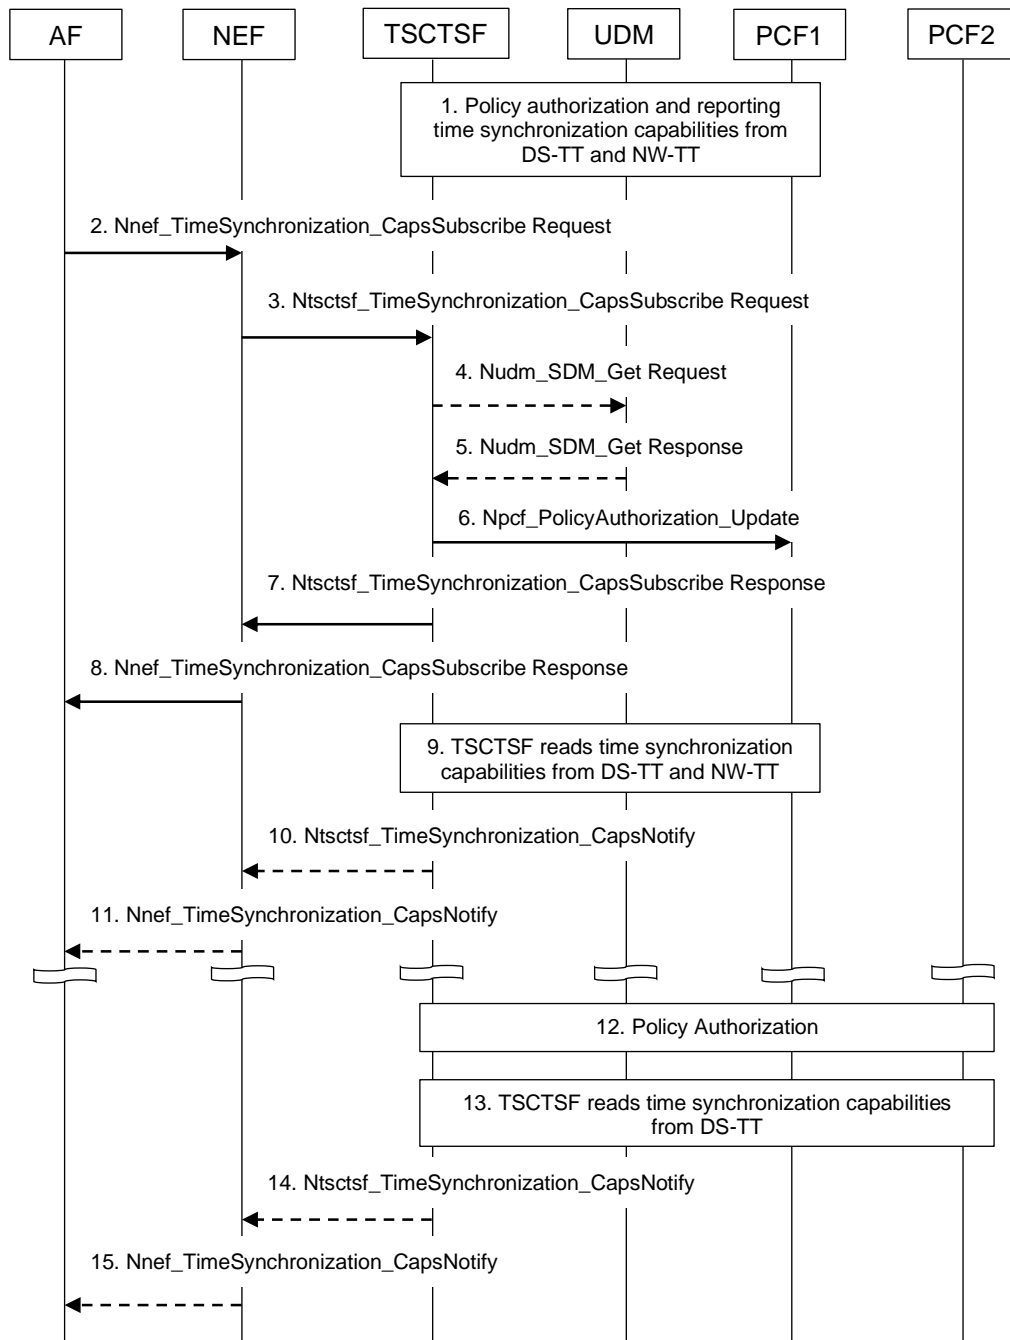 AF
NEF
TSCTSF
UDM
PCF1
PCF2
1. Policy authorization and reporting
time synchronization capabilities from
DS-TT and NW-TT
2. Nnef_TimeSynchronization_CapsSubscribe Request
3. Ntsctsf_TimeSynchronization_CapsSubscribe Request
4. Nudm_SDM_Get Request
5. Nudm_SDM_Get Response
6. Npcf_PolicyAuthorization_Update
7. Ntsctsf_TimeSynchronization_CapsSubscribe Response
8. Nnef_TimeSynchronization_CapsSubscribe Response
9. TSCTSF reads time synchronization
capabilities from DS-TT and NW-TT
10. Ntsctsf_TimeSynchronization_CapsNotify
11. Nnef_TimeSynchronization_CapsNotify
12. Policy Authorization
13. TSCTSF reads time synchronization capabilities
from DS-TT
14. Ntsctsf_TimeSynchronization_CapsNotify
15. Nnef_TimeSynchronization_CapsNotify